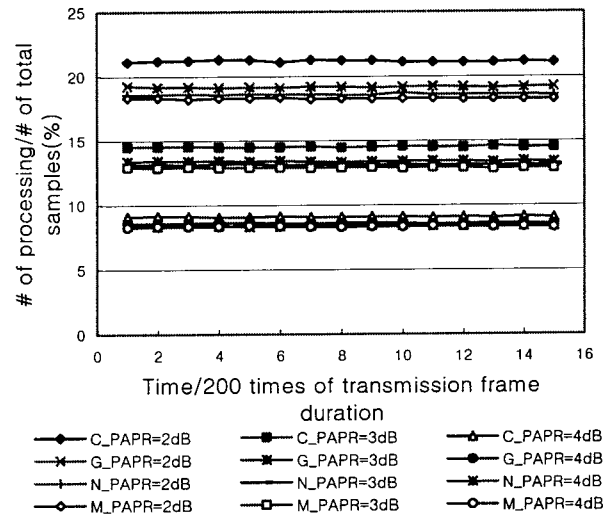 25
20
15
10
5
0
# of processing/# of total
samples(%)
0 2 4 6 8 10 12 14 16
Time/200 times of transmission frame
duration
C_PAPR=2dB C_PAPR=3dB C_PAPR=4dB
G_PAPR=2dB G_PAPR=3dB G_PAPR=4dB
N_PAPR=2dB N_PAPR=3dB N_PAPR=4dB
M_PAPR=2dB M_PAPR=3dB M_PAPR=4dB